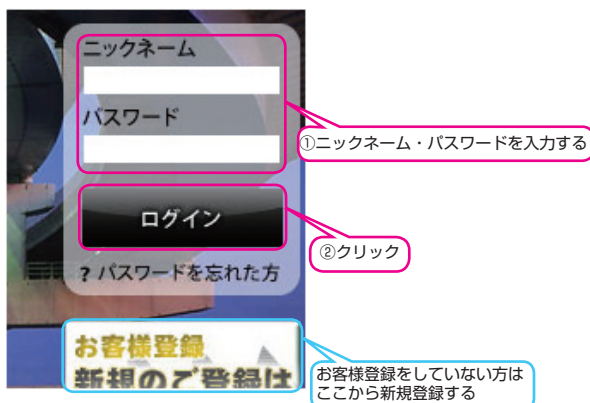 ニックネーム
パスワード
①ニックネーム・パスワードを入力する
ログイン
②クリック
? パスワードを忘れた方
お客様登録
新規のご登録は
お客様登録をしていない方は
ここから新規登録する